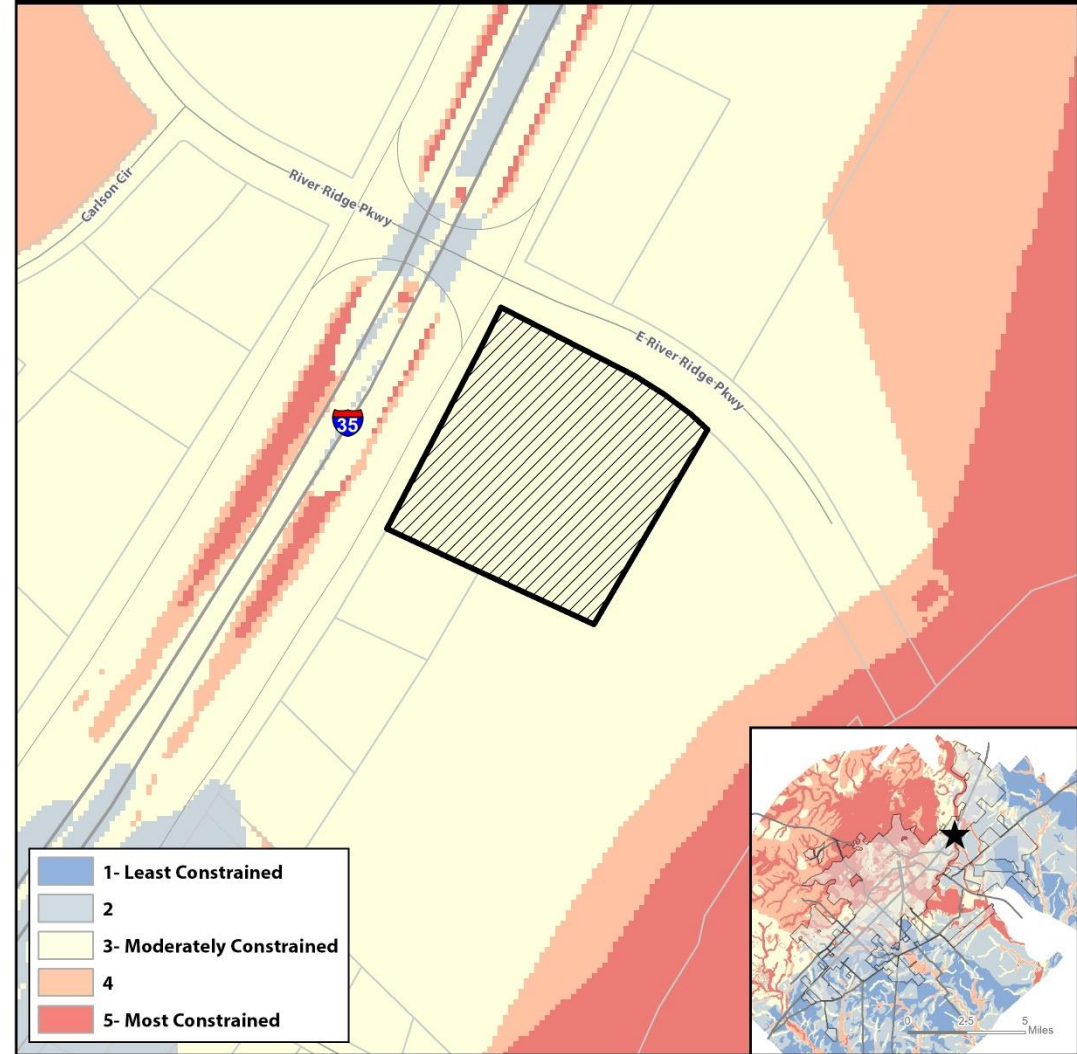 Carlson Cir
River Ridge Pkwy
E River Ridge Pkwy
35
1- Least Constrained
2
3- Moderately Constrained
4
5- Most Constrained
0 2.5 5
Miles